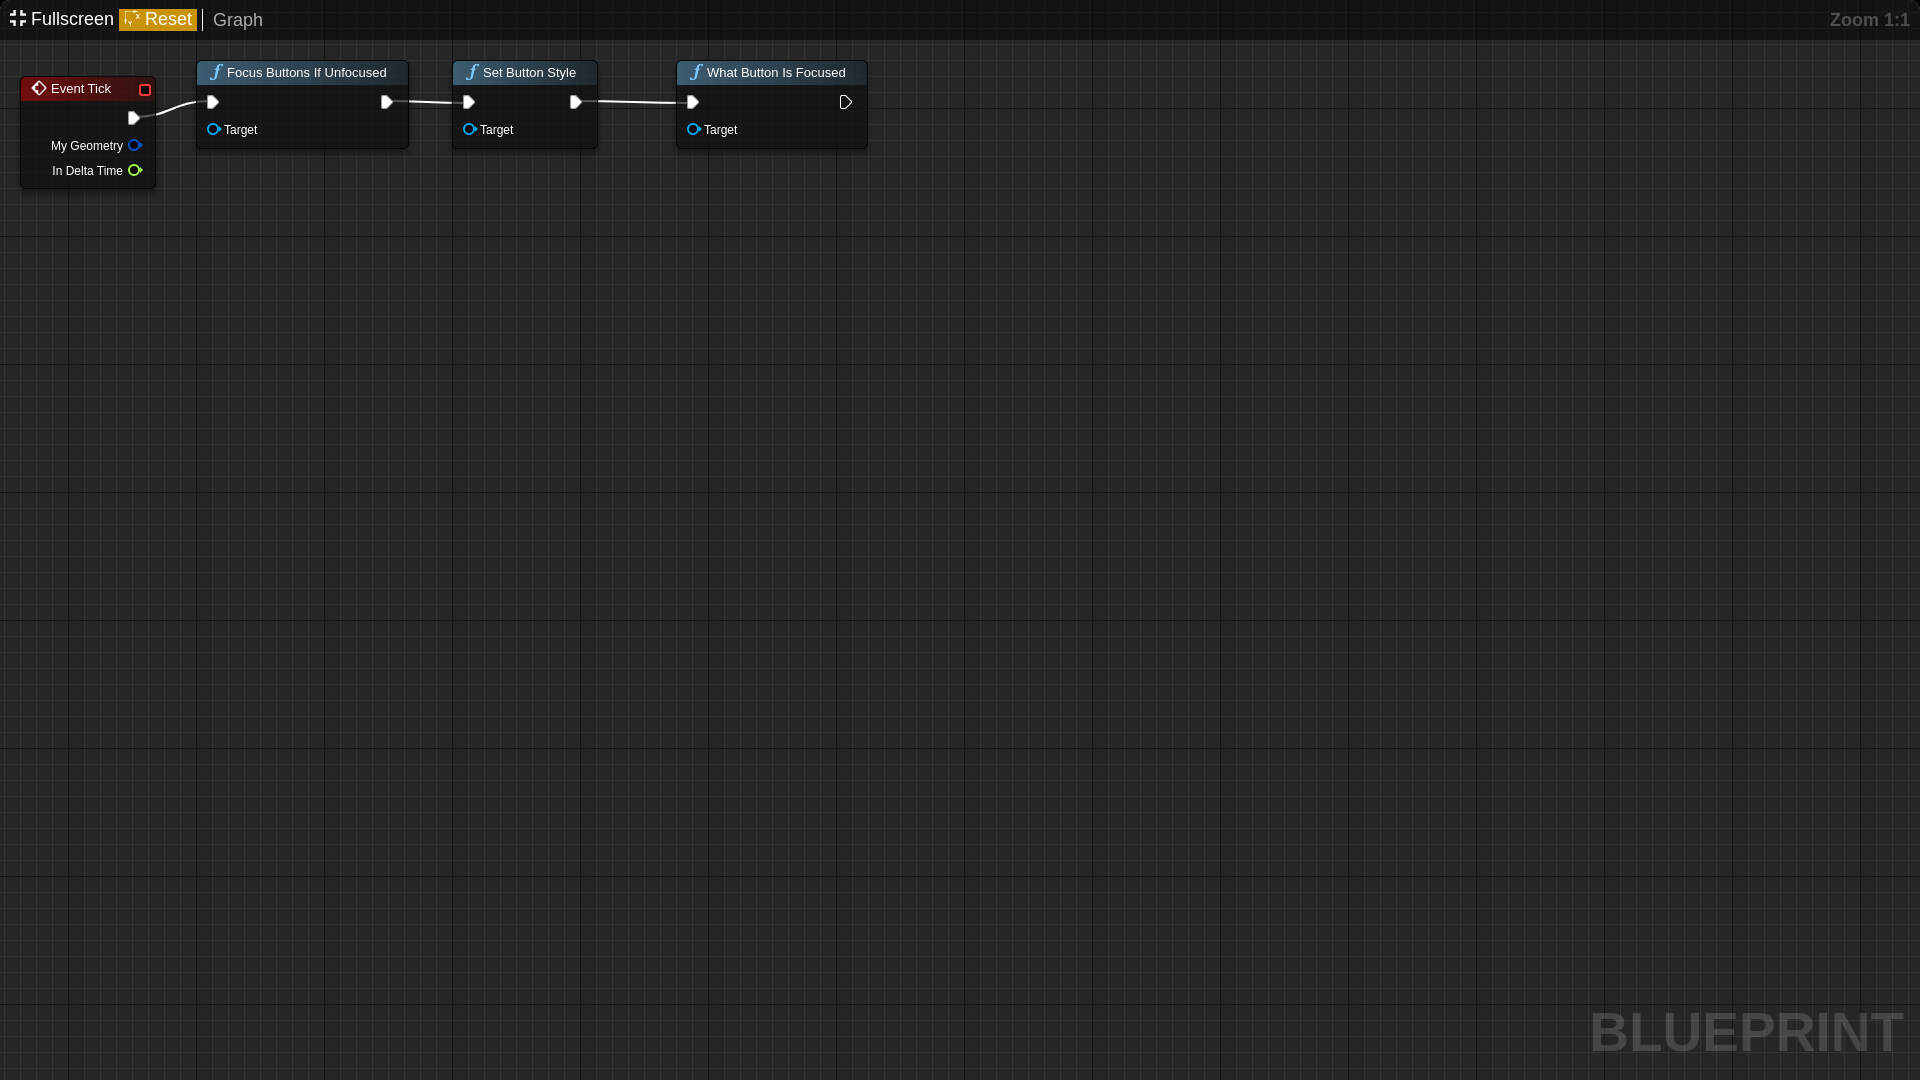 Fullscreen Reset Graph Zoom 1:1
Event Tick
My Geometry
In Delta Time
Focus Buttons If Unfocused
Target
Set Button Style
Target
What Button Is Focused
Target
BLUEPRINT